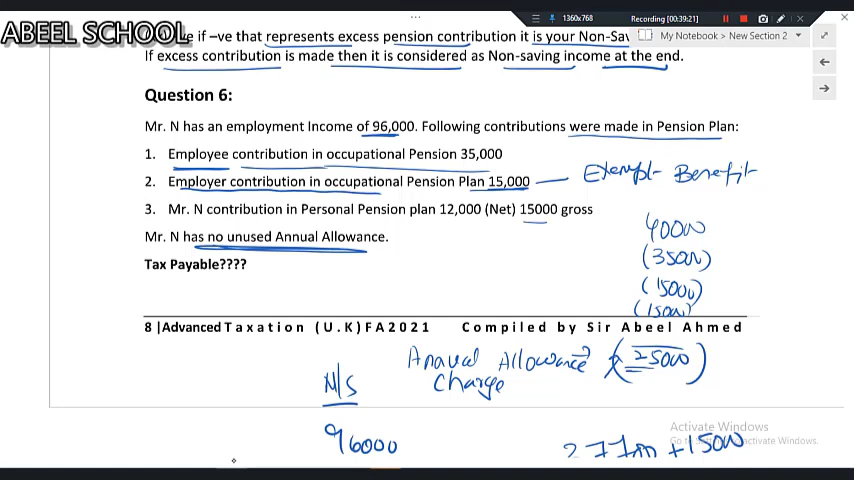 1360x768
Recording [00:39:21]
ABEEL SCHOOL
if –ve that represents excess pension contribution it is your Non-Sav
My Notebook > New Section 2
If excess contribution is made then it is considered as Non-saving income at the end.
Question 6:
Mr. N has an employment Income of 96,000. Following contributions were made in Pension Plan:
1. Employee contribution in occupational Pension 35,000
2. Employer contribution in occupational Pension Plan 15,000 — Exempt Benefit
3. Mr. N contribution in Personal Pension plan 12,000 (Net) 15000 gross
40000
Mr. N has no unused Annual Allowance.
(35000)
Tax Payable????
(15000)
(15000)
8 |Advanced Taxation (U.K)FA2021 Compiled by Sir Abeel Ahmed
Annual Allowance (25000)
Charge
N/S
96000
Activate Windows
+15000